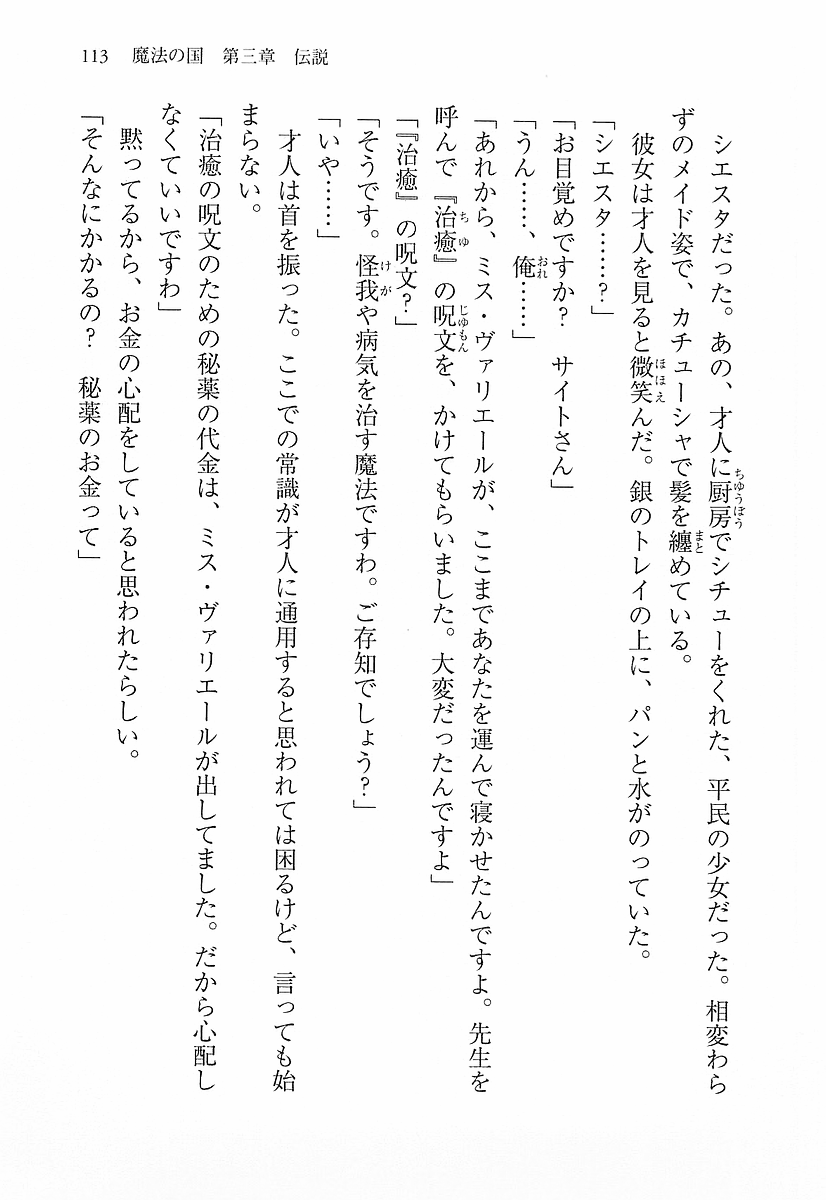 113　魔法の国　第三章　伝説
　シエスタだった。あの、才人に厨房でシチューをくれた、平民の少女だった。相変わら
ずのメイド姿で、カチューシャで髪を纏めている。
　彼女は才人を見ると微笑んだ。銀のトレイの上に、パンと水がのっていた。
「シエスタ……？」
「お目覚めですか？　サイトさん」
「うん……、俺……」
「あれから、ミス・ヴァリエールが、ここまであなたを運んで寝かせたんですよ。先生を
呼んで『治癒』の呪文を、かけてもらいました。大変だったんですよ」
「『治癒』の呪文？」
「そうです。怪我や病気を治す魔法ですわ。ご存知でしょう？」
「いや……」
　才人は首を振った。ここでの常識が才人に通用すると思われては困るけど、言っても始
まらない。
「治癒の呪文のための秘薬の代金は、ミス・ヴァリエールが出してました。だから心配し
なくていいですわ」
　黙ってるから、お金の心配をしていると思われたらしい。
「そんなにかかるの？　秘薬のお金って」